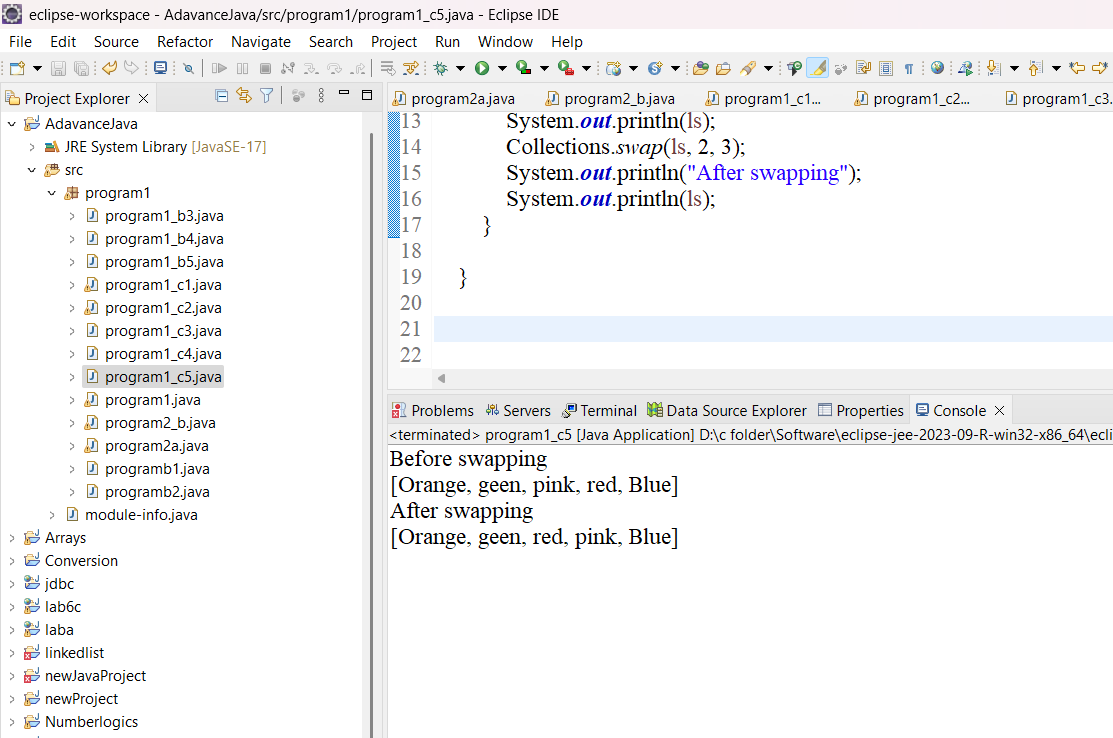 eclipse-workspace - AdavanceJava/src/program1/program1_c5.java - Eclipse IDE
File Edit Source Refactor Navigate Search Project Run Window Help
Project Explorer
AdavanceJava
JRE System Library [JavaSE-17]
src
program1
program1_b3.java
program1_b4.java
program1_b5.java
program1_c1.java
program1_c2.java
program1_c3.java
program1_c4.java
program1_c5.java
program1.java
program2_b.java
program2a.java
programb1.java
programb2.java
module-info.java
Arrays
Conversion
jdbc
lab6c
laba
linkedlist
newJavaProject
newProject
Numberlogics
program2a.java program2_b.java program1_c1... program1_c2... program1_c3.
13 System.out.println(ls);
14 Collections.swap(ls, 2, 3);
15 System.out.println("After swapping");
16 System.out.println(ls);
17 }
18
19 }
20
21
22
Problems Servers Terminal Data Source Explorer Properties Console
<terminated> program1_c5 [Java Application] D:\c folder\Software\eclipse-jee-2023-09-R-win32-x86_64\ecli
Before swapping
[Orange, geen, pink, red, Blue]
After swapping
[Orange, geen, red, pink, Blue]